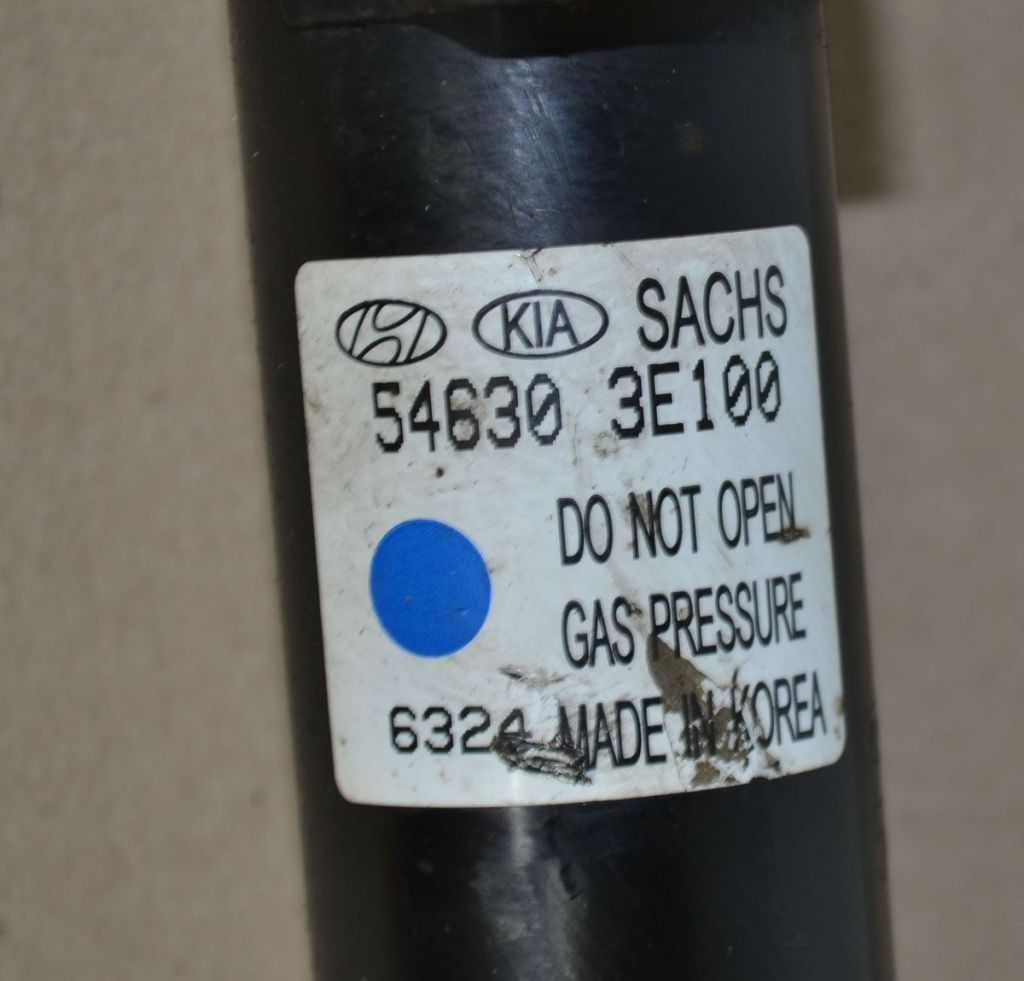 KIA SACHS
54630 3E100
DO NOT OPEN
GAS PRESSURE
6324 MADE IN KOREA